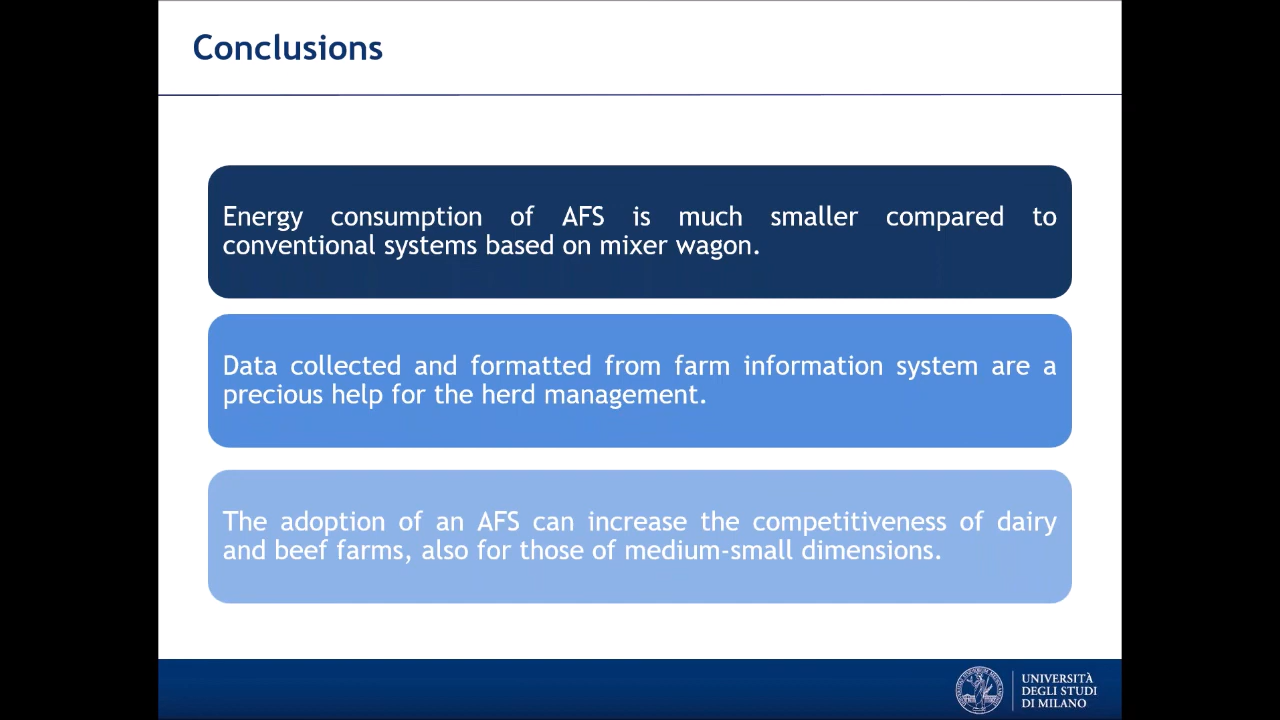 Conclusions
Energy consumption of AFS is much smaller compared to
conventional systems based on mixer wagon.
Data collected and formatted from farm information system are a
precious help for the herd management.
The adoption of an AFS can increase the competitiveness of dairy
and beef farms, also for those of medium-small dimensions.
UNIVERSITÀ
DEGLI STUDI
DI MILANO